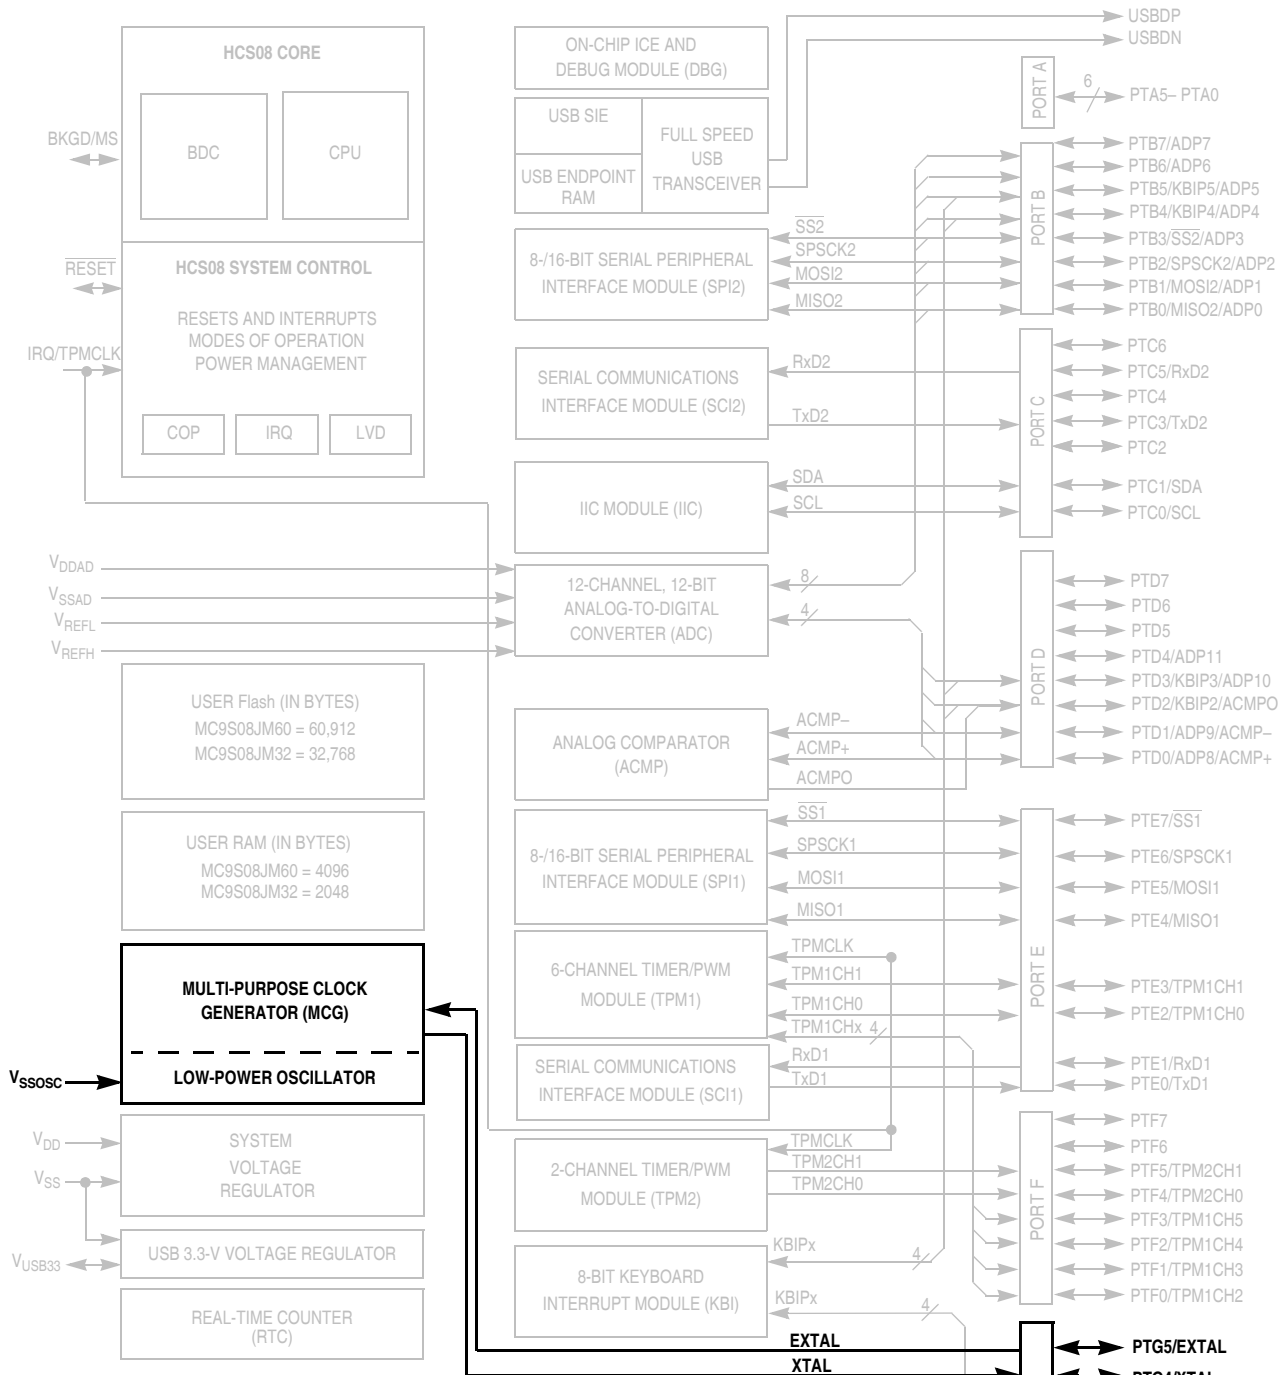 HCS08 CORE
BDC
CPU
BKGD/MS
HCS08 SYSTEM CONTROL
RESET
RESETS AND INTERRUPTS
MODES OF OPERATION
POWER MANAGEMENT
IRQ/TPMCLK
COP
IRQ
LVD
VDDAD
VSSAD
VREFL
VREFH
USER Flash (IN BYTES)
MC9S08JM60 = 60,912
MC9S08JM32 = 32,768
USER RAM (IN BYTES)
MC9S08JM60 = 4096
MC9S08JM32 = 2048
MULTI-PURPOSE CLOCK
GENERATOR (MCG)
LOW-POWER OSCILLATOR
VSSOSC
VDD
VSS
SYSTEM
VOLTAGE
REGULATOR
VUSB33
USB 3.3-V VOLTAGE REGULATOR
REAL-TIME COUNTER
(RTC)
ON-CHIP ICE AND
DEBUG MODULE (DBG)
USB SIE
USB ENDPOINT
RAM
FULL SPEED
USB
TRANSCEIVER
8-/16-BIT SERIAL PERIPHERAL
INTERFACE MODULE (SPI2)
SS2
SPSCK2
MOSI2
MISO2
SERIAL COMMUNICATIONS
INTERFACE MODULE (SCI2)
RxD2
TxD2
IIC MODULE (IIC)
SDA
SCL
12-CHANNEL, 12-BIT
ANALOG-TO-DIGITAL
CONVERTER (ADC)
8
4
ANALOG COMPARATOR
(ACMP)
ACMP–
ACMP+
ACMPO
8-/16-BIT SERIAL PERIPHERAL
INTERFACE MODULE (SPI1)
SS1
SPSCK1
MOSI1
MISO1
6-CHANNEL TIMER/PWM
MODULE (TPM1)
TPMCLK
TPM1CH1
TPM1CH0
TPM1CHx 4
SERIAL COMMUNICATIONS
INTERFACE MODULE (SCI1)
RxD1
TxD1
2-CHANNEL TIMER/PWM
MODULE (TPM2)
TPMCLK
TPM2CH1
TPM2CH0
8-BIT KEYBOARD
INTERRUPT MODULE (KBI)
KBIPx
4
KBIPx
4
EXTAL
XTAL
USBDP
USBDN
PORT A
6
PTA5– PTA0
PORT B
PTB7/ADP7
PTB6/ADP6
PTB5/KBIP5/ADP5
PTB4/KBIP4/ADP4
PTB3/SS2/ADP3
PTB2/SPSCK2/ADP2
PTB1/MOSI2/ADP1
PTB0/MISO2/ADP0
PORT C
PTC6
PTC5/RxD2
PTC4
PTC3/TxD2
PTC2
PTC1/SDA
PTC0/SCL
PORT D
PTD7
PTD6
PTD5
PTD4/ADP11
PTD3/KBIP3/ADP10
PTD2/KBIP2/ACMPO
PTD1/ADP9/ACMP–
PTD0/ADP8/ACMP+
PORT E
PTE7/SS1
PTE6/SPSCK1
PTE5/MOSI1
PTE4/MISO1
PTE3/TPM1CH1
PTE2/TPM1CH0
PTE1/RxD1
PTE0/TxD1
PORT F
PTF7
PTF6
PTF5/TPM2CH1
PTF4/TPM2CH0
PTF3/TPM1CH5
PTF2/TPM1CH4
PTF1/TPM1CH3
PTF0/TPM1CH2
PTG5/EXTAL
PTG4/XTAL